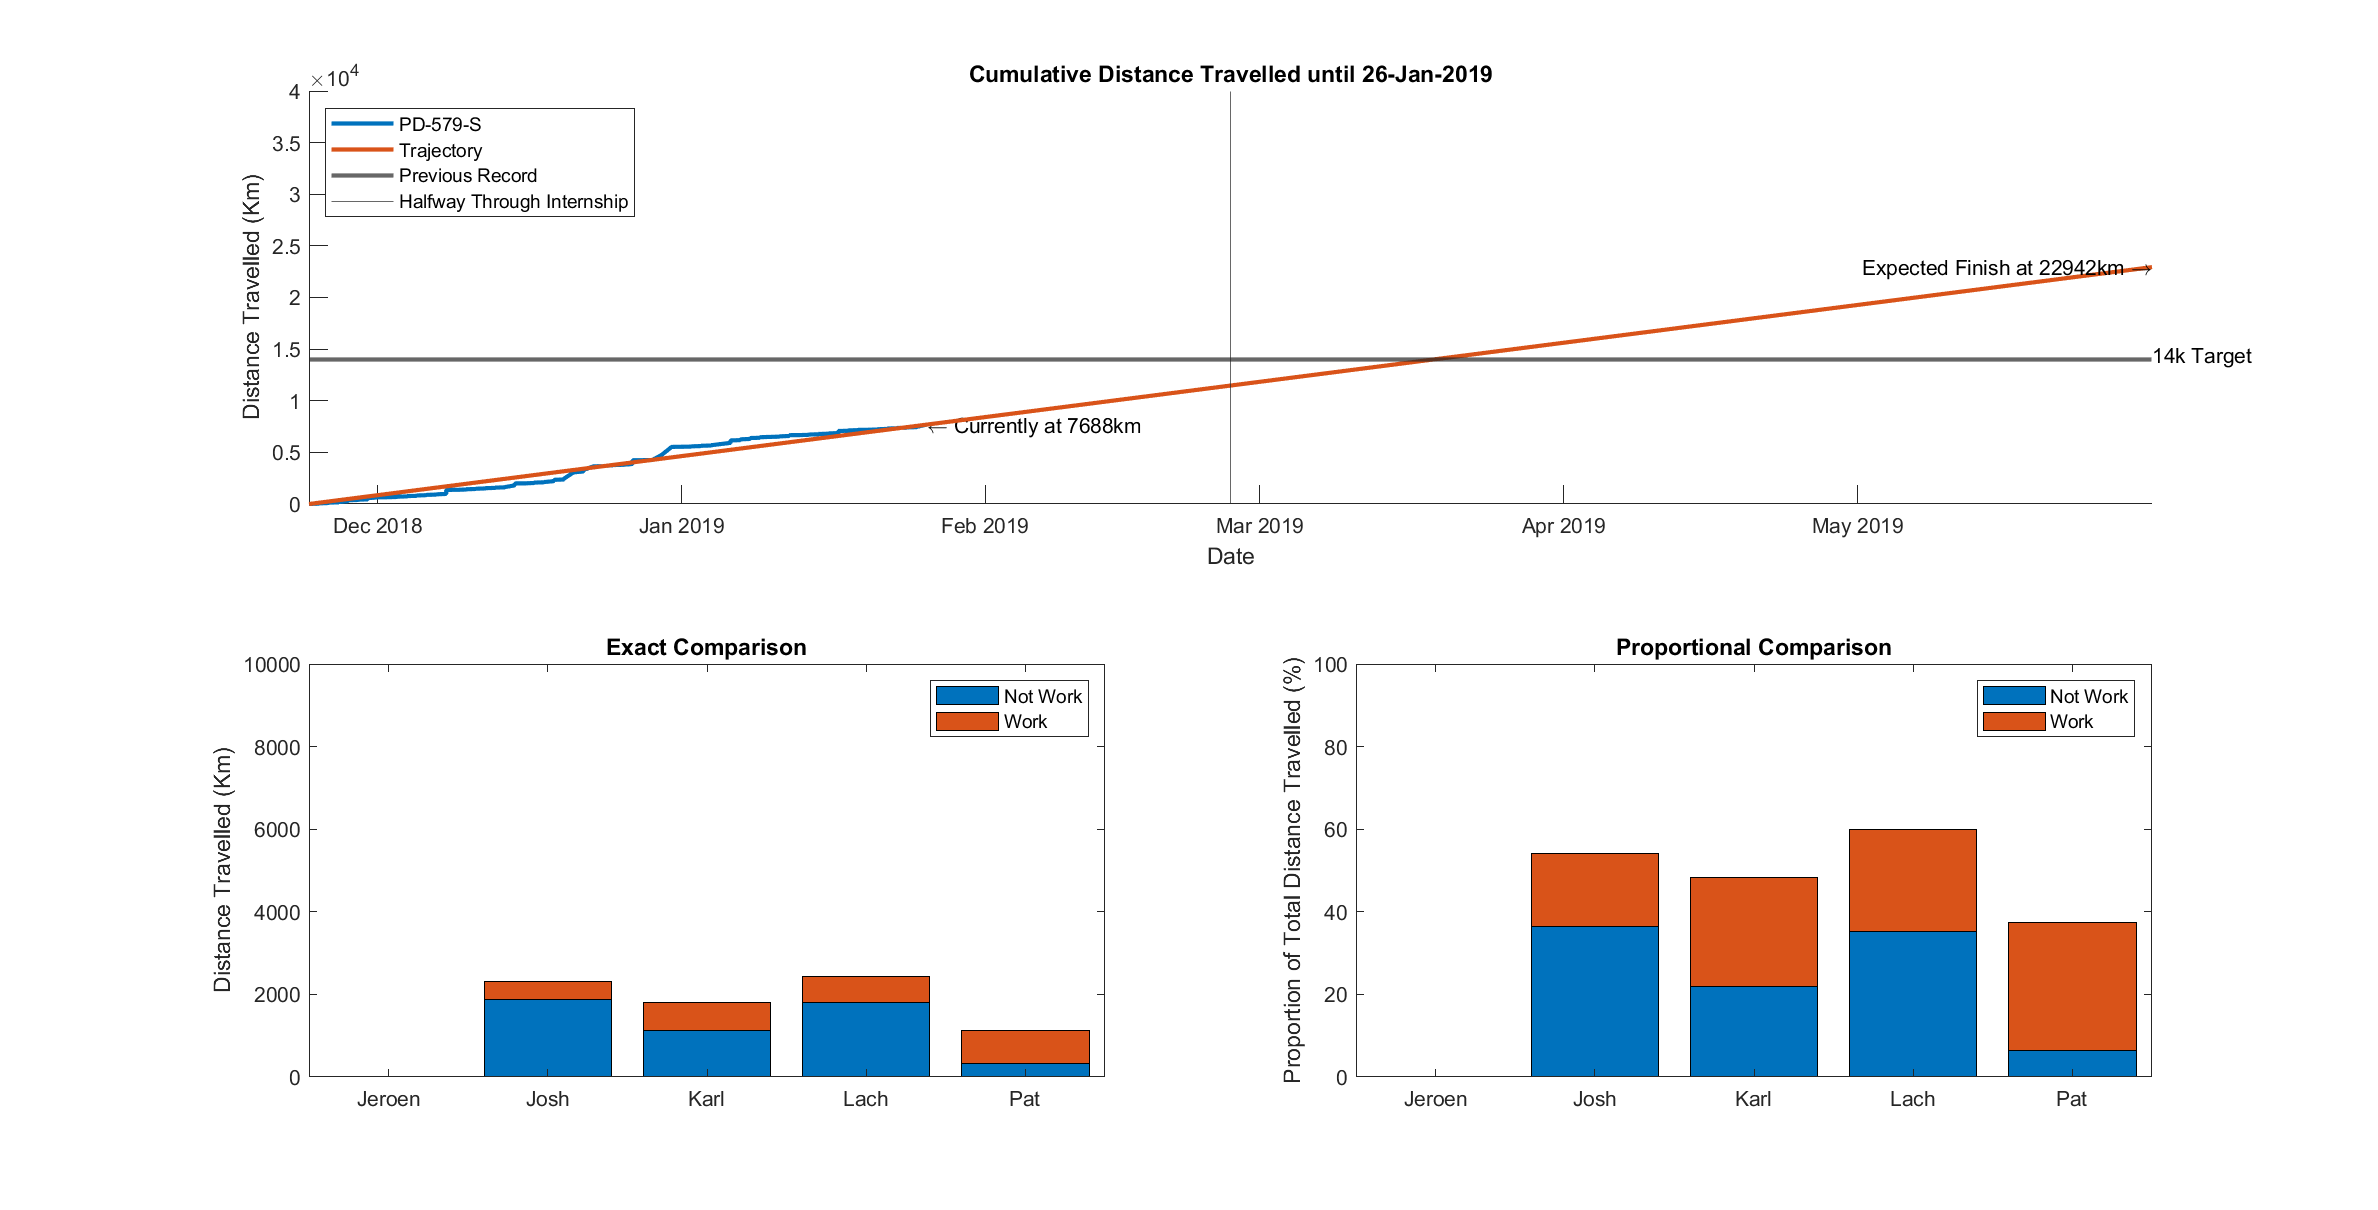 Cumulative Distance Travelled until 26-Jan-2019
×10^4
4
3.5
3
2.5
2
1.5
1
0.5
0
Distance Travelled (Km)
PD-579-S
Trajectory
Previous Record
Halfway Through Internship
Expected Finish at 22942km →
14k Target
← Currently at 7688km
Dec 2018
Jan 2019
Feb 2019
Mar 2019
Apr 2019
May 2019
Date
Exact Comparison
10000
8000
6000
4000
2000
0
Distance Travelled (Km)
Not Work
Work
Jeroen
Josh
Karl
Lach
Pat
Proportional Comparison
100
80
60
40
20
0
Proportion of Total Distance Travelled (%)
Not Work
Work
Jeroen
Josh
Karl
Lach
Pat